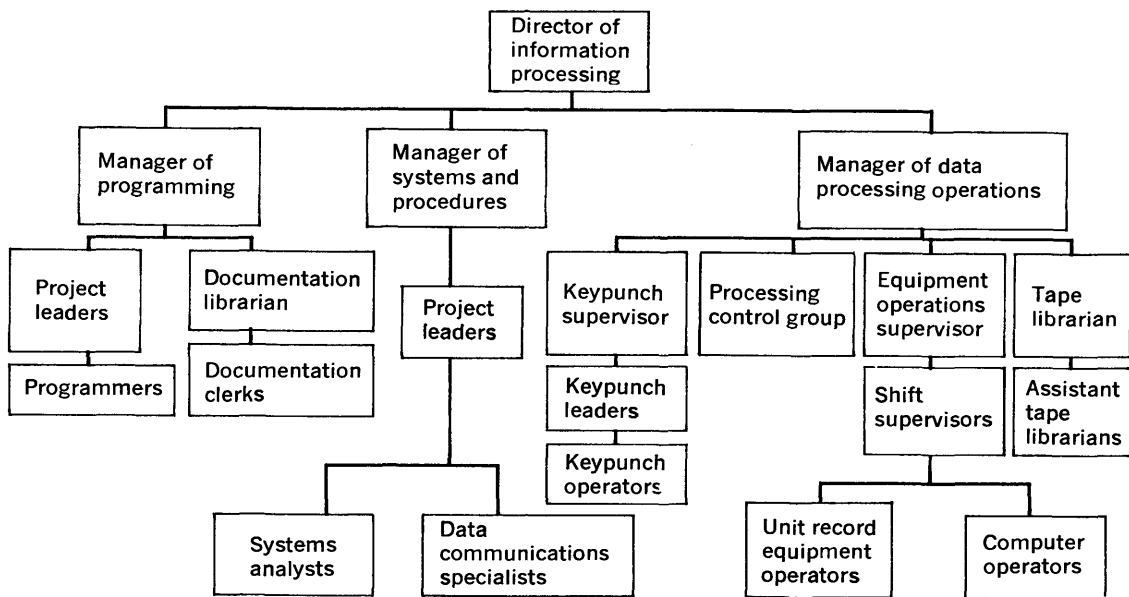 Director of
information
processing
Manager of
programming
Manager of
systems and
procedures
Manager of data
processing operations
Project
leaders
Documentation
librarian
Project
leaders
Keypunch
supervisor
Processing
control group
Equipment
operations
supervisor
Tape
librarian
Programmers
Documentation
clerks
Keypunch
leaders
Shift
supervisors
Assistant
tape
librarians
Keypunch
operators
Systems
analysts
Data
communications
specialists
Unit record
equipment
operators
Computer
operators